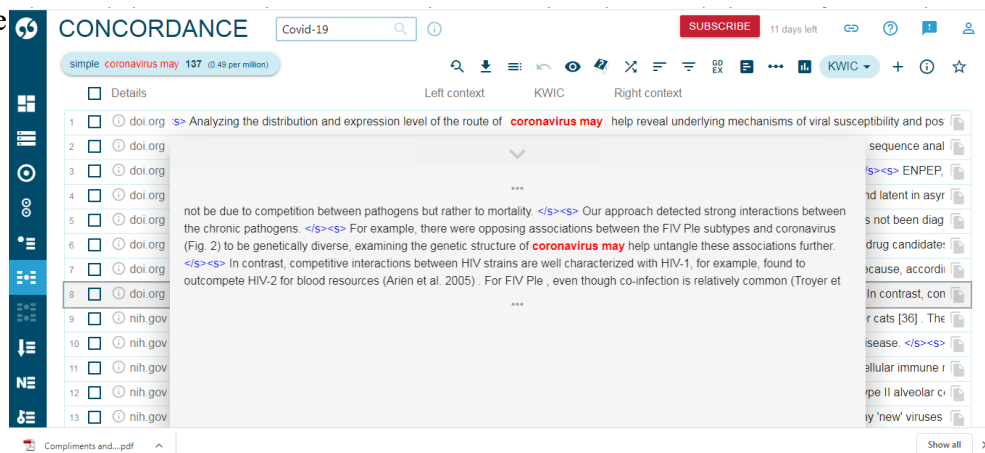 e
CONCORDANCE Covid-19 SUBSCRIBE 11 days left
simple coronavirus may 137 (0.49 per million) GD EX KWIC
Details Left context KWIC Right context
1 doi.org :s> Analyzing the distribution and expression level of the route of coronavirus may help reveal underlying mechanisms of viral susceptibility and pos
2 doi.org sequence anal
3 doi.org /s><s> ENPEP,
4 doi.org nd latent in asyr
5 doi.org s not been diag
6 doi.org drug candidate
7 doi.org ecause, accordi
8 doi.org In contrast, con
9 nih.gov r cats [36] . The
10 nih.gov isease. </s><s>
11 nih.gov ellular immune r
12 nih.gov ype II alveolar c
13 nih.gov ny 'new' viruses
...
not be due to competition between pathogens but rather to mortality. </s><s> Our approach detected strong interactions between
the chronic pathogens. </s><s> For example, there were opposing associations between the FIV Ple subtypes and coronavirus
(Fig. 2) to be genetically diverse, examining the genetic structure of coronavirus may help untangle these associations further.
</s><s> In contrast, competitive interactions between HIV strains are well characterized with HIV-1, for example, found to
outcompete HIV-2 for blood resources (Ariën et al. 2005) . For FIV Ple , even though co-infection is relatively common (Troyer et
...
Compliments and....pdf Show all